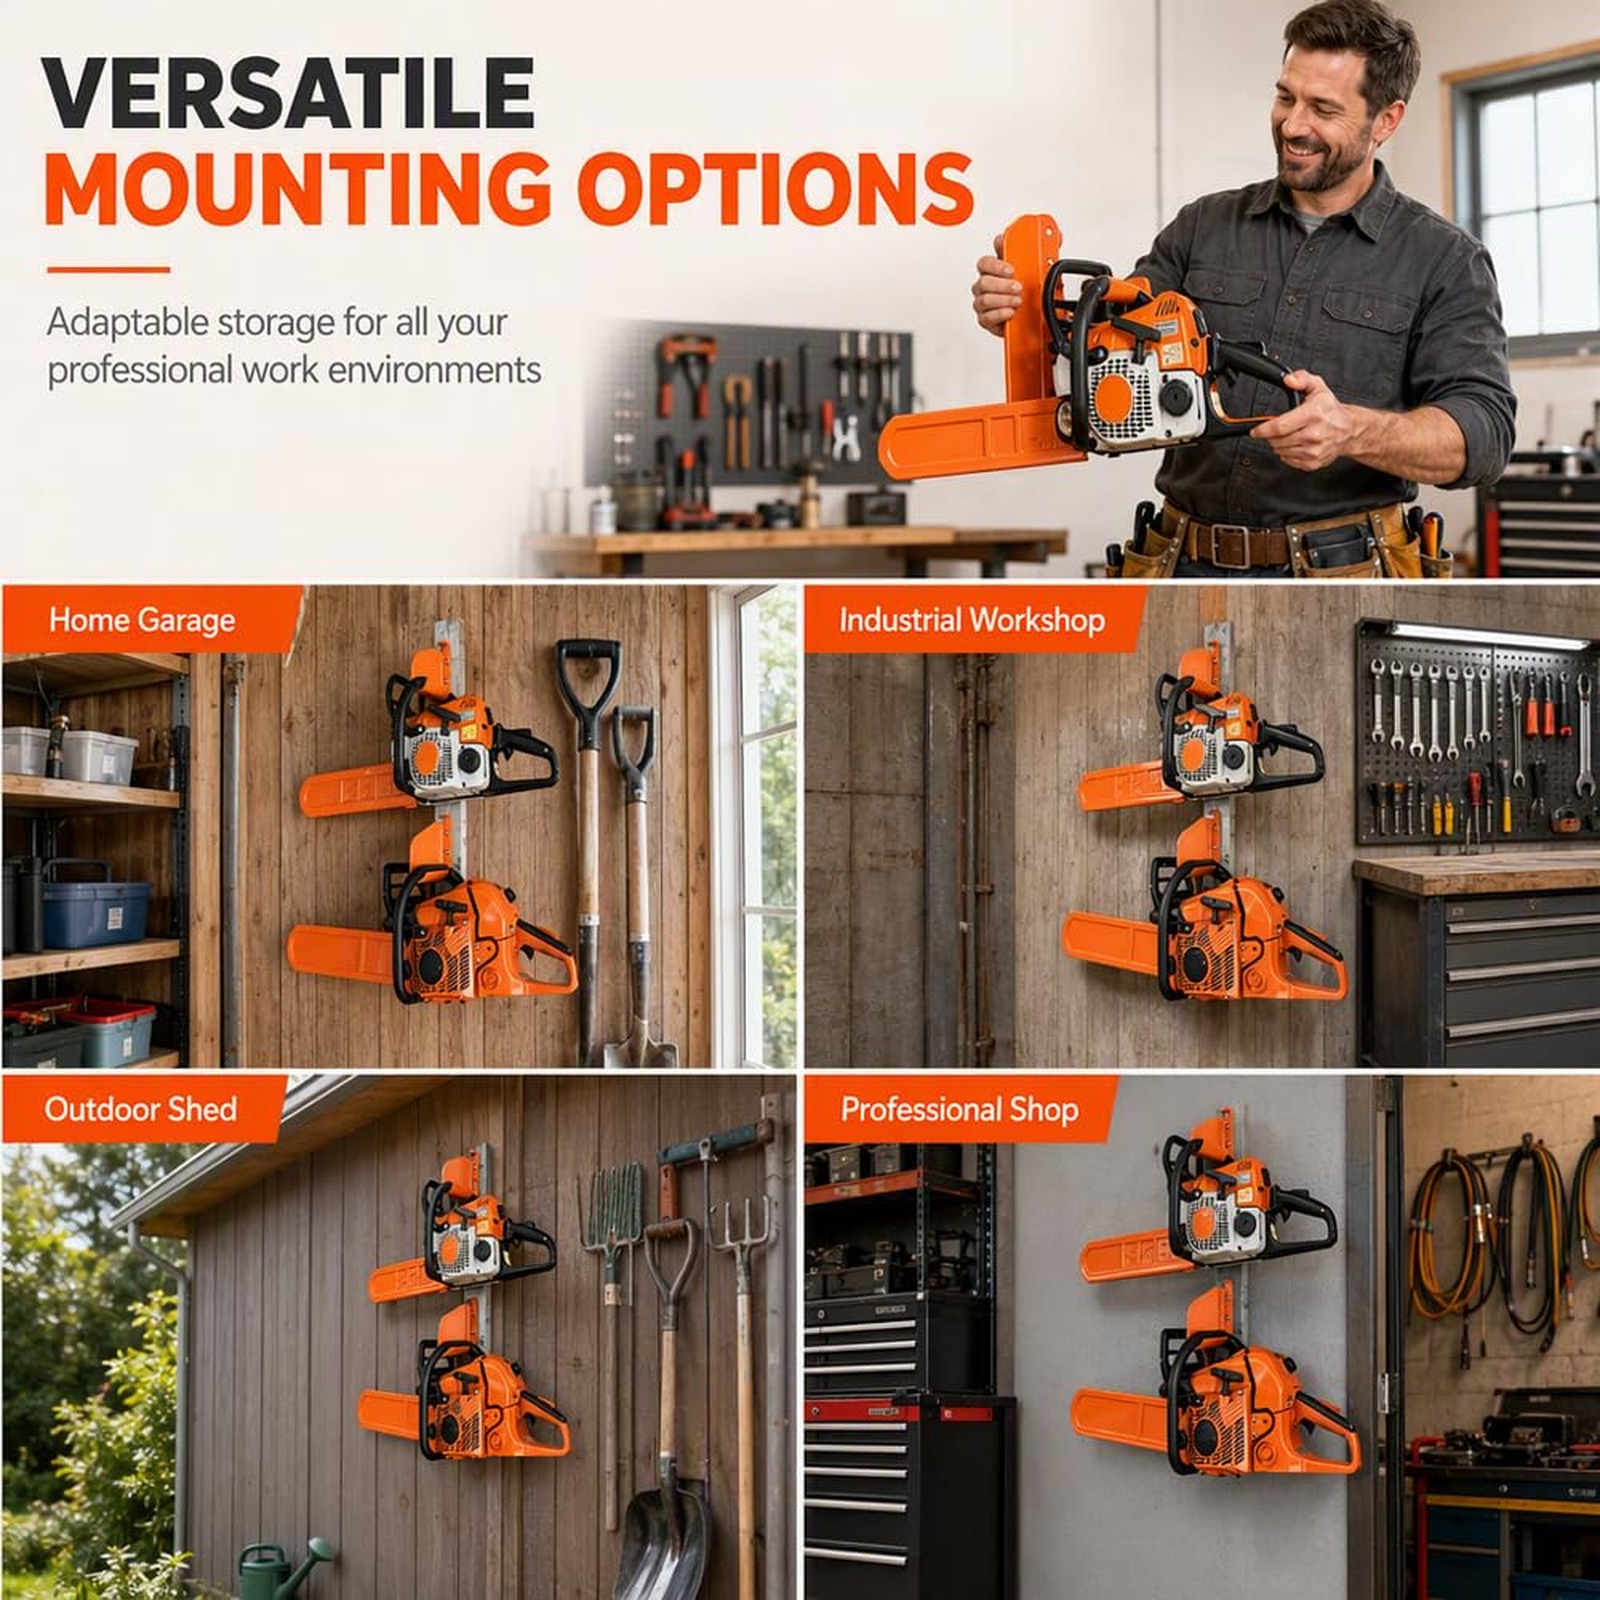 VERSATILE
MOUNTING OPTIONS
Adaptable storage for all your
professional work environments
Home Garage
Industrial Workshop
Outdoor Shed
Professional Shop